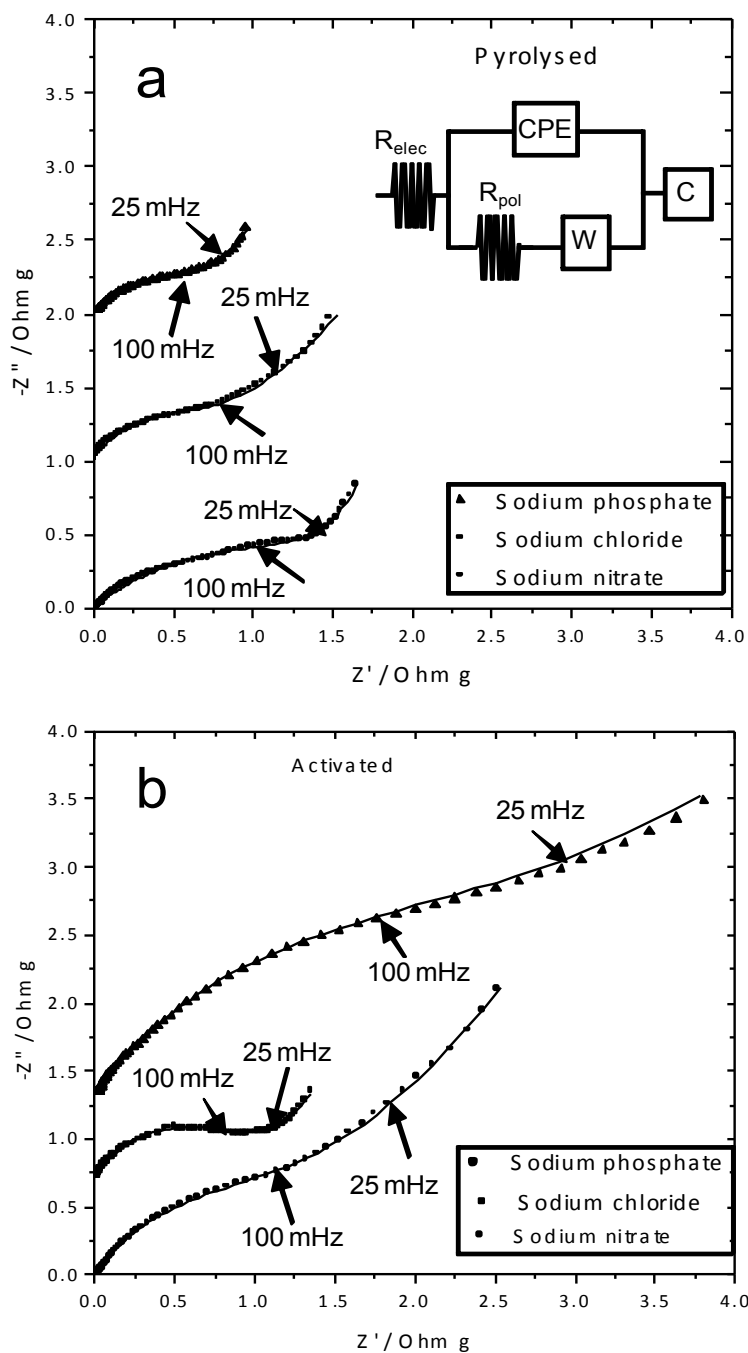 4.0
3.5
3.0
2.5
2.0
1.5
1.0
0.5
0.0
-Z" / Ohm g
a
Pyrolysed
R elec
CPE
R pol
W
C
25 mHz
100 mHz
25 mHz
100 mHz
25 mHz
100 mHz
Sodium phosphate
Sodium chloride
Sodium nitrate
0.0 0.5 1.0 1.5 2.0 2.5 3.0 3.5 4.0
Z' / Ohm g
4.0
3.5
3.0
2.5
2.0
1.5
1.0
0.5
0.0
-Z" / Ohm g
b
Activated
25 mHz
100 mHz
25 mHz
100 mHz
25 mHz
100 mHz
Sodium phosphate
Sodium chloride
Sodium nitrate
0.0 0.5 1.0 1.5 2.0 2.5 3.0 3.5 4.0
Z' / Ohm g